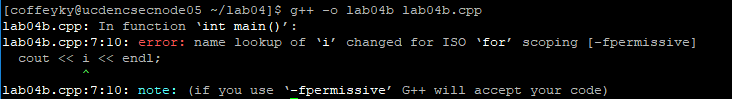 [coffeyky@ucdencsecnode05 ~/lab04]$ g++ -o lab04b lab04b.cpp
lab04b.cpp: In function ‘int main()’:
lab04b.cpp:7:10: error: name lookup of ‘i’ changed for ISO ‘for’ scoping [-fpermissive]
  cout << i << endl;
          ^
lab04b.cpp:7:10: note: (if you use ‘-fpermissive’ G++ will accept your code)